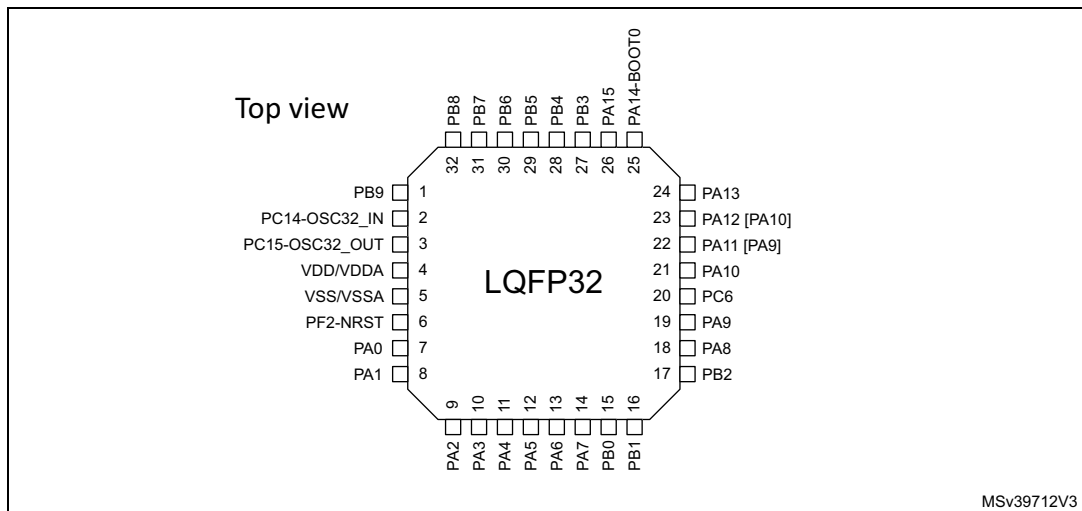 Top view
PB8
PB7
PB6
PB5
PB4
PB3
PA15
PA14-BOOT0
32
31
30
29
28
27
26
25
PB9 1
PC14-OSC32_IN 2
PC15-OSC32_OUT 3
VDD/VDDA 4
VSS/VSSA 5
PF2-NRST 6
PA0 7
PA1 8
LQFP32
24 PA13
23 PA12 [PA10]
22 PA11 [PA9]
21 PA10
20 PC6
19 PA9
18 PA8
17 PB2
9
10
11
12
13
14
15
16
PA2
PA3
PA4
PA5
PA6
PA7
PB0
PB1
MSv39712V3